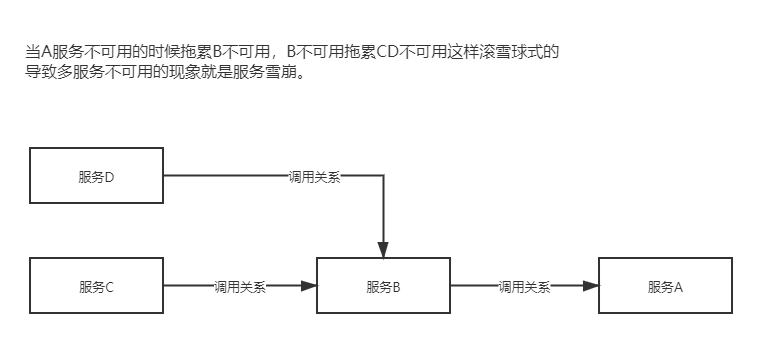 当A服务不可用的时候拖累B不可用，B不可用拖累CD不可用这样滚雪球式的
导致多服务不可用的现象就是服务雪崩。
服务D
调用关系
服务C
调用关系
服务B
调用关系
服务A